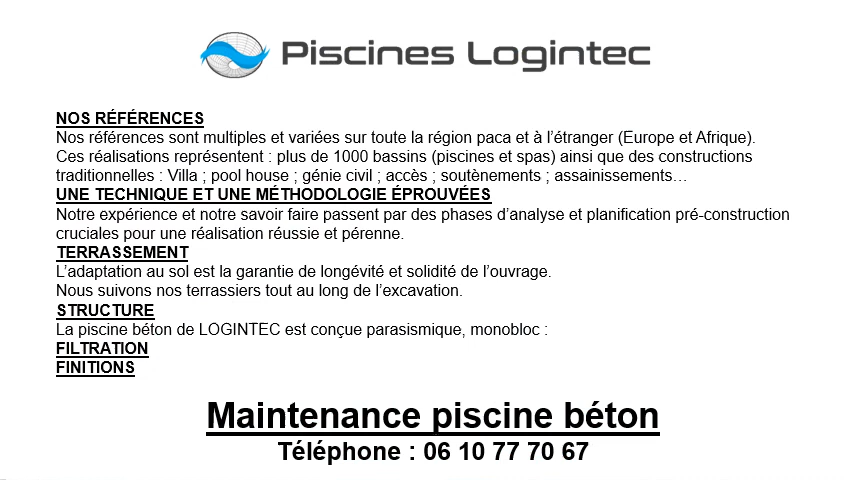 Piscines Logintec
NOS RÉFÉRENCES
Nos références sont multiples et variées sur toute la région paca et à l’étranger (Europe et Afrique).
Ces réalisations représentent : plus de 1000 bassins (piscines et spas) ainsi que des constructions
traditionnelles : Villa ; pool house ; génie civil ; accès ; soutènements ; assainissements…
UNE TECHNIQUE ET UNE MÉTHODOLOGIE ÉPROUVÉES
Notre expérience et notre savoir faire passent par des phases d’analyse et planification pré-construction
cruciales pour une réalisation réussie et pérenne.
TERRASSEMENT
L’adaptation au sol est la garantie de longévité et solidité de l’ouvrage.
Nous suivons nos terrassiers tout au long de l’excavation.
STRUCTURE
La piscine béton de LOGINTEC est conçue parasismique, monobloc :
FILTRATION
FINITIONS
Maintenance piscine béton
Téléphone : 06 10 77 70 67